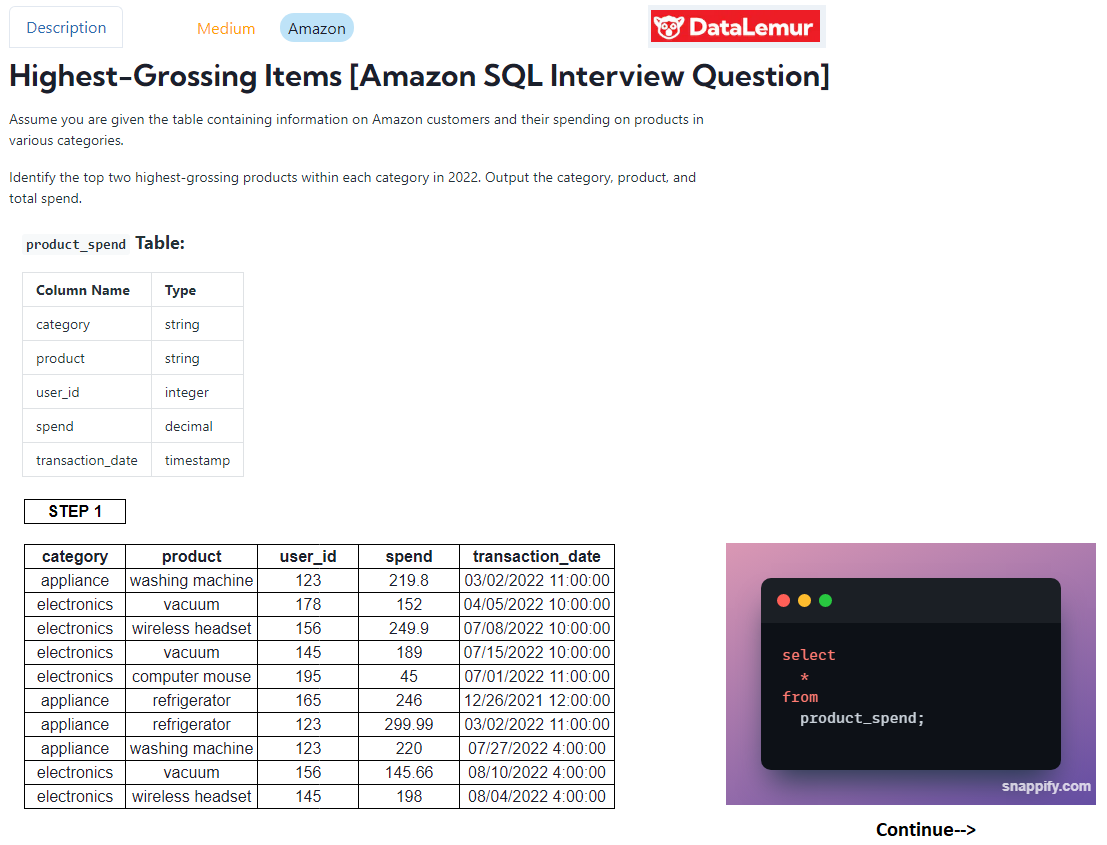 Description Medium Amazon DataLemur
Highest-Grossing Items [Amazon SQL Interview Question]
Assume you are given the table containing information on Amazon customers and their spending on products in
various categories.
Identify the top two highest-grossing products within each category in 2022. Output the category, product, and
total spend.
product_spend Table:
Column Name Type
category string
product string
user_id integer
spend decimal
transaction_date timestamp
STEP 1
category product user_id spend transaction_date
appliance washing machine 123 219.8 03/02/2022 11:00:00
electronics vacuum 178 152 04/05/2022 10:00:00
electronics wireless headset 156 249.9 07/08/2022 10:00:00
electronics vacuum 145 189 07/15/2022 10:00:00
electronics computer mouse 195 45 07/01/2022 11:00:00
appliance refrigerator 165 246 12/26/2021 12:00:00
appliance refrigerator 123 299.99 03/02/2022 11:00:00
appliance washing machine 123 220 07/27/2022 4:00:00
electronics vacuum 156 145.66 08/10/2022 4:00:00
electronics wireless headset 145 198 08/04/2022 4:00:00
select
*
from
product_spend;
snappify.com
Continue-->